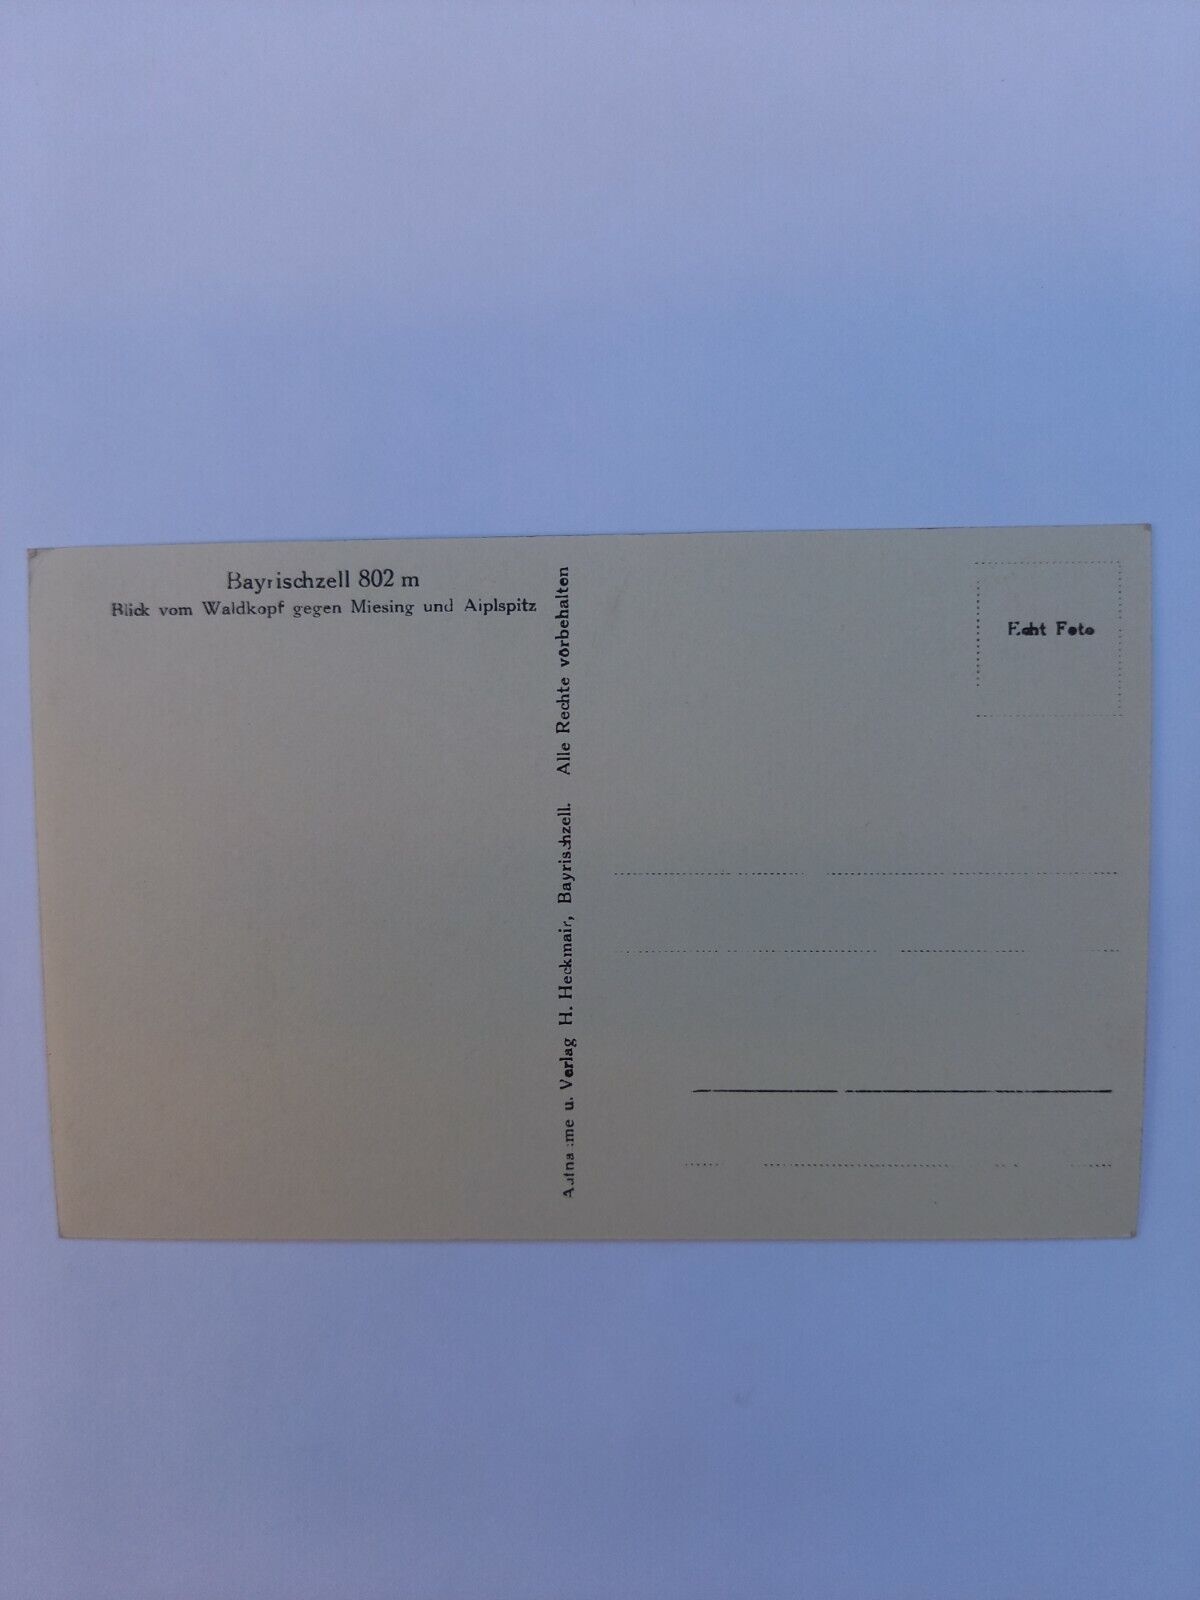 Bayrischzell 802 m
Blick vom Waldkopf gegen Miesing und Aiplspitz
Aufnahme u. Verlag H. Heckmair, Bayrischzell. Alle Rechte vorbehalten
Echt Foto